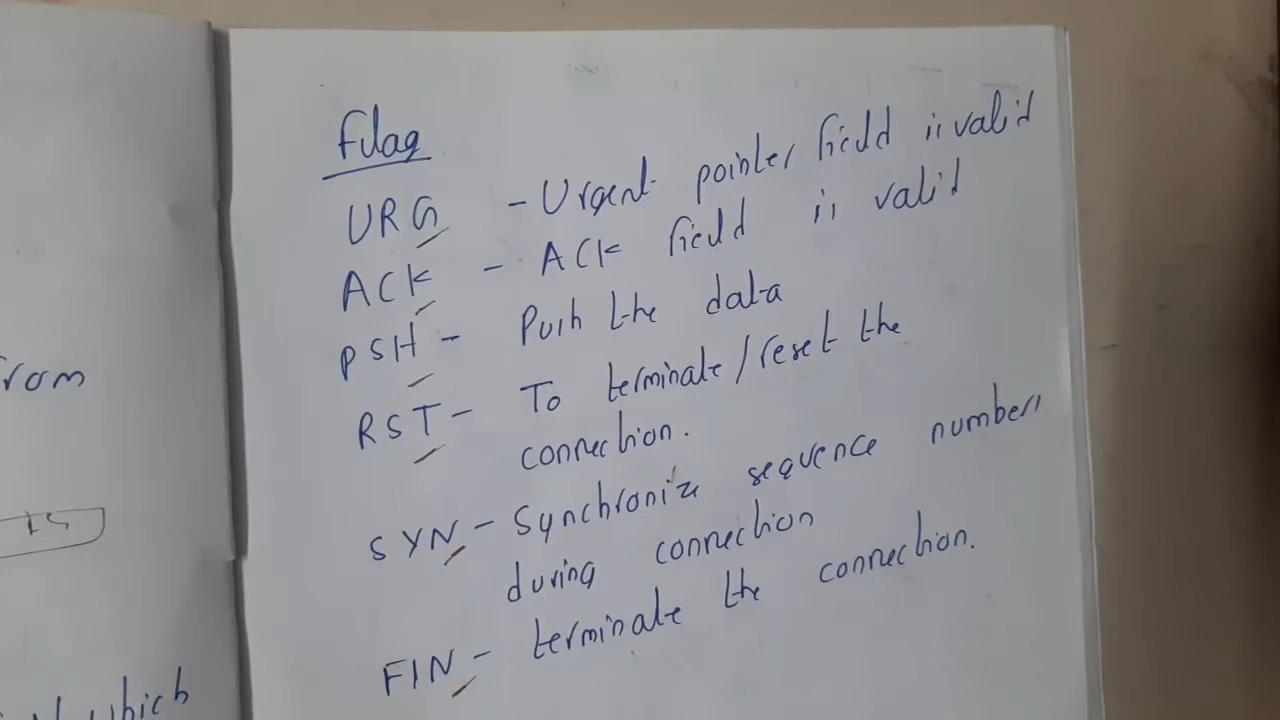 rom
15
which
Flag
URG - Urgent pointer field is valid
ACK - ACK field is valid
PSH - Push the data
RST - To terminate/reset the
connection.
SYN - Synchronize sequence numbers
during connection
FIN - terminate the connection.